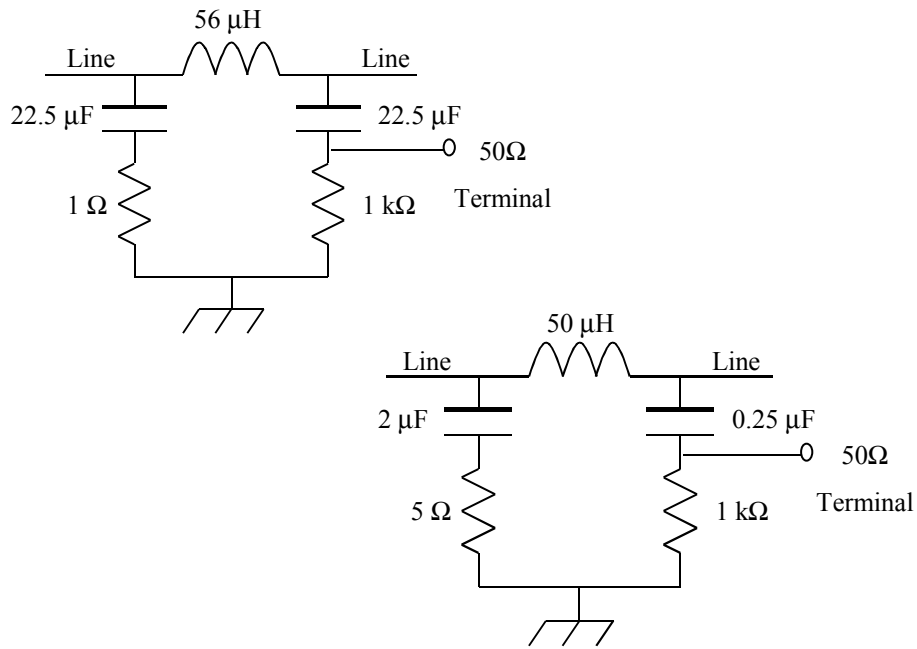 56 µH
Line Line
22.5 µF 22.5 µF
50Ω
Terminal
1 Ω 1 kΩ
50 µH
Line Line
2 µF 0.25 µF
50Ω
Terminal
5 Ω 1 kΩ